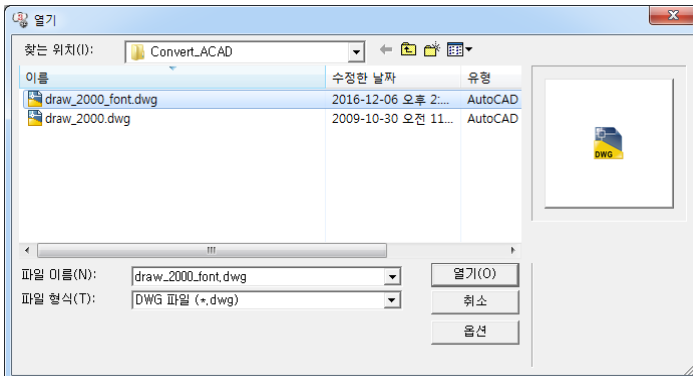 열기
찾는 위치(I):
Convert_ACAD
이름
수정한 날짜
유형
draw_2000_font.dwg
2016-12-06 오후 2:...
AutoCAD
draw_2000.dwg
2009-10-30 오전 11...
AutoCAD
DWG
파일 이름(N):
draw_2000_font.dwg
열기(O)
파일 형식(T):
DWG 파일 (*.dwg)
취소
옵션